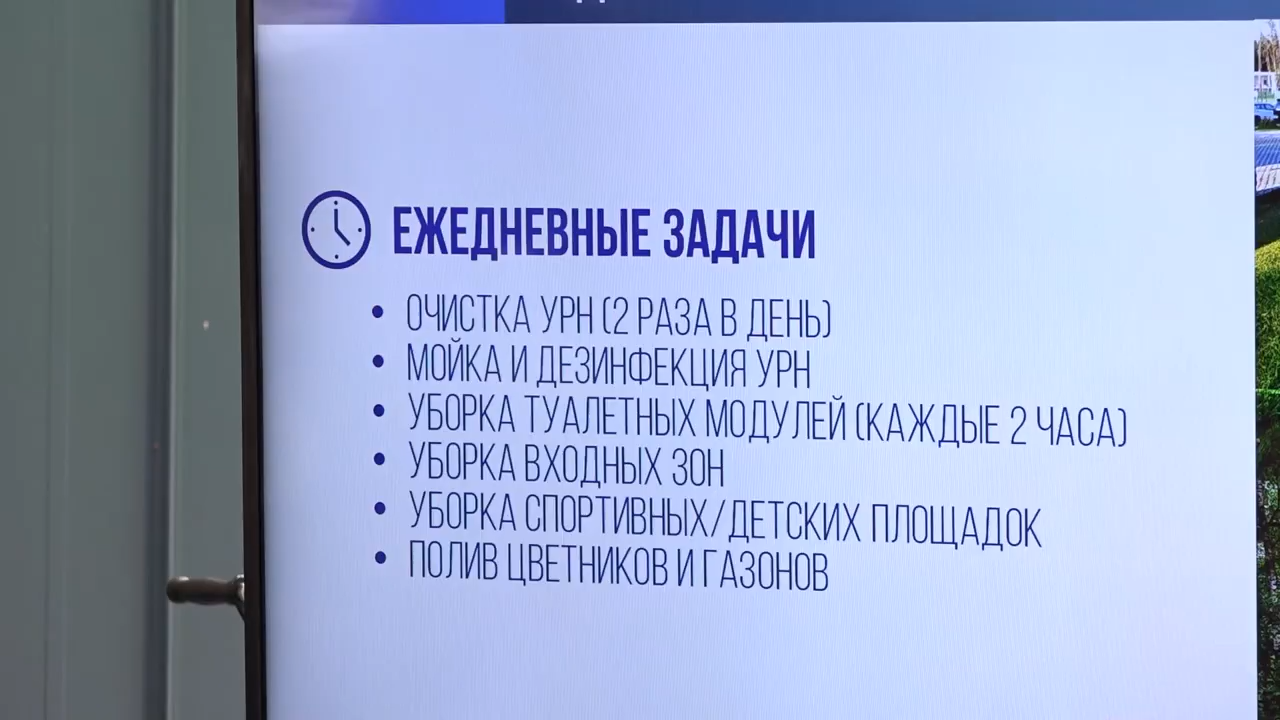 ЕЖЕДНЕВНЫЕ ЗАДАЧИ
• ОЧИСТКА УРН (2 РАЗА В ДЕНЬ)
• МОЙКА И ДЕЗИНФЕКЦИЯ УРН
• УБОРКА ТУАЛЕТНЫХ МОДУЛЕЙ (КАЖДЫЕ 2 ЧАСА)
• УБОРКА ВХОДНЫХ ЗОН
• УБОРКА СПОРТИВНЫХ/ДЕТСКИХ ПЛОЩАДОК
• ПОЛИВ ЦВЕТНИКОВ И ГАЗОНОВ